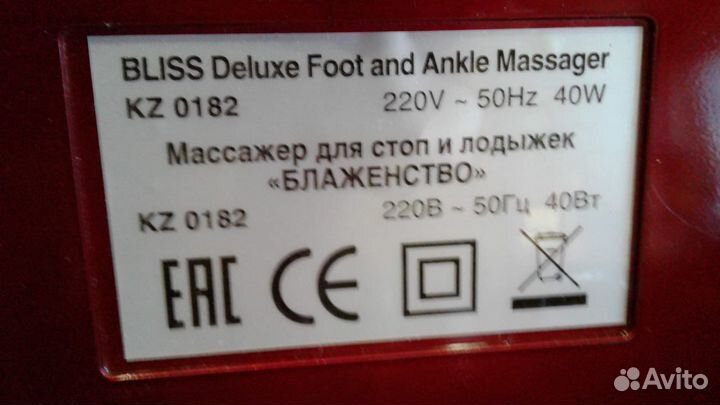 BLISS Deluxe Foot and Ankle Massager
KZ 0182 220V ~ 50Hz 40W
Массажер для стоп и лодыжек
«БЛАЖЕНСТВО»
KZ 0182 220В ~ 50Гц 40Вт
EAC CE
Avito